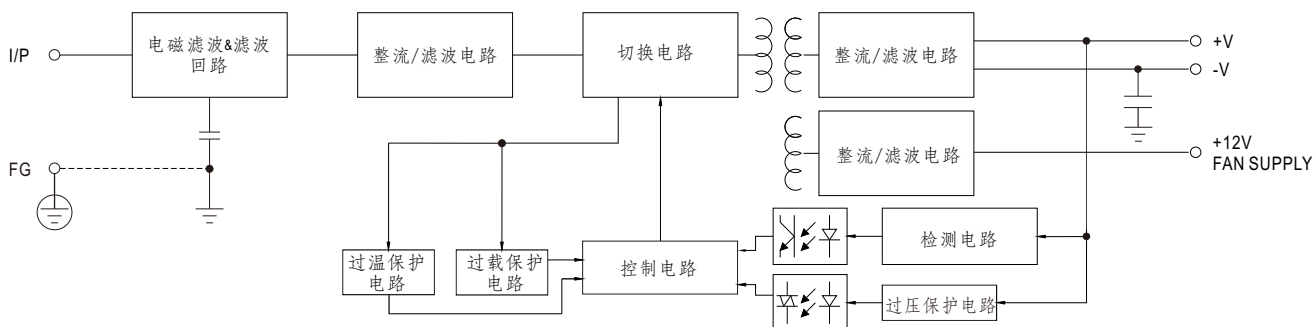 I/P
电磁滤波&滤波
回路
整流/滤波电路
切换电路
整流/滤波电路
+V
-V
整流/滤波电路
+12V
FAN SUPPLY
FG
过温保护
电路
过载保护
电路
控制电路
检测电路
过压保护电路